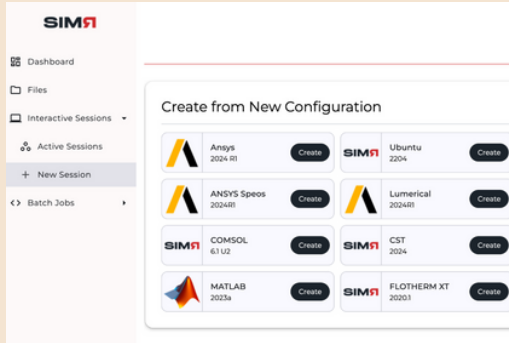 SIMR
Dashboard
Files
Interactive Sessions
Active Sessions
+ New Session
<> Batch Jobs
Create from New Configuration
Ansys
2024 R1
Create
SIMR
Ubuntu
2204
Create
ANSYS Speos
2024R1
Create
Lumerical
2024R1
Create
SIMR
COMSOL
6.1 U2
Create
SIMR
CST
2024
Create
MATLAB
2023a
Create
SIMR
FLOTHERM XT
2020.1
Create